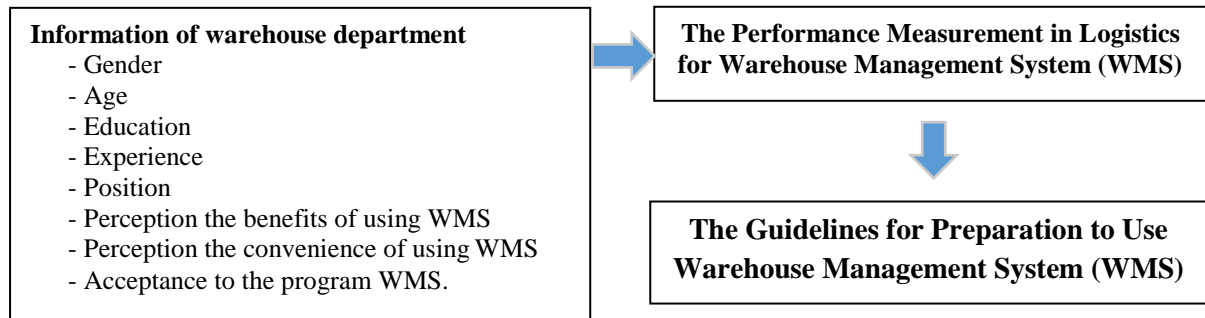 Information of warehouse department
- Gender
- Age
- Education
- Experience
- Position
- Perception the benefits of using WMS
- Perception the convenience of using WMS
- Acceptance to the program WMS.
The Performance Measurement in Logistics
for Warehouse Management System (WMS)
The Guidelines for Preparation to Use
Warehouse Management System (WMS)